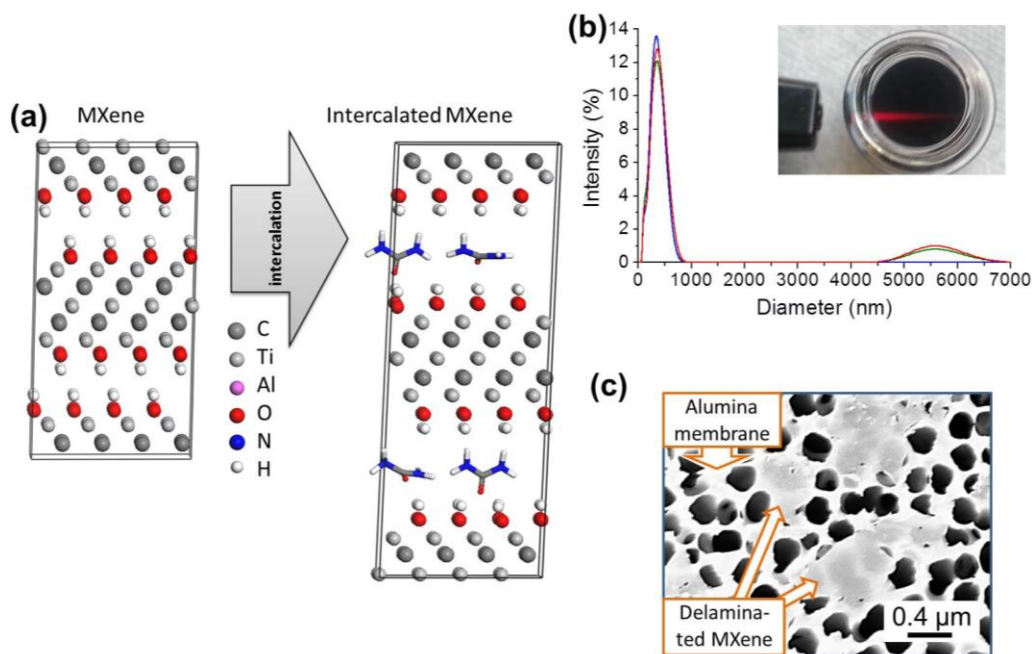 (a)
MXene
Intercalated MXene
intercalation
C
Ti
Al
O
N
H
(b)
Intensity (%)
14
12
10
8
6
4
2
0
0 1000 2000 3000 4000 5000 6000 7000
Diameter (nm)
(c)
Alumina
membrane
Delamina-
ted MXene
0.4 μm